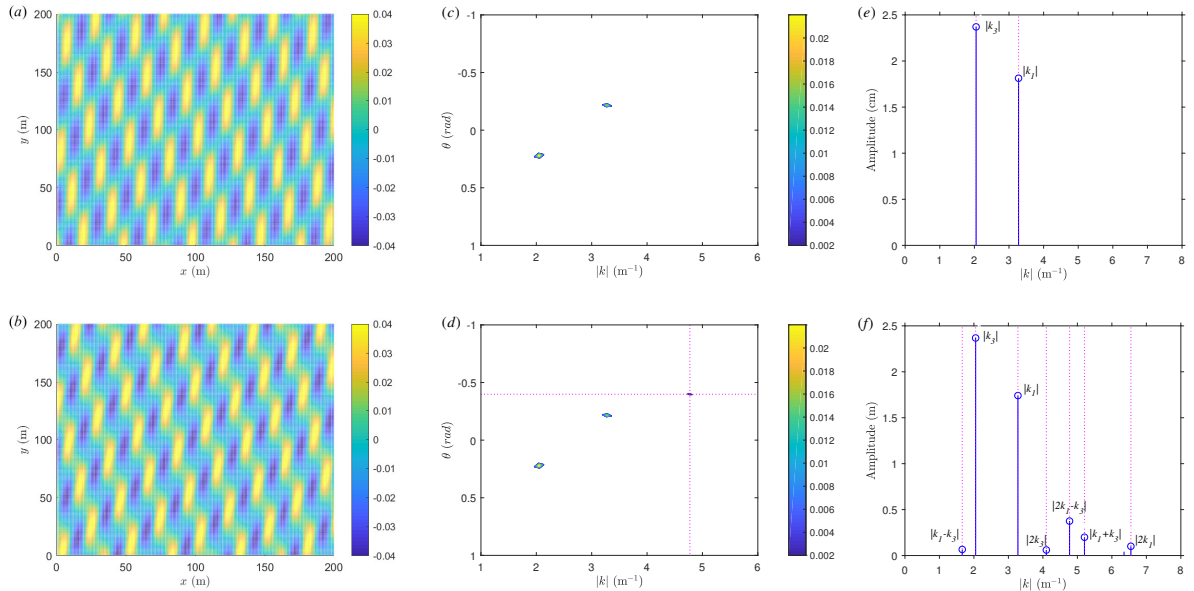 (a)
200
150
100
50
0
y (m)
0 50 100 150 200
x (m)
0.04
0.03
0.02
0.01
0
-0.01
-0.02
-0.03
-0.04
(c)
-1
-0.5
0
0.5
1
θ (rad)
1 2 3 4 5 6
|k| (m⁻¹)
0.02
0.018
0.016
0.014
0.012
0.01
0.008
0.006
0.004
0.002
(e)
2.5
2
1.5
1
0.5
0
Amplitude (cm)
|k₃|
|k₁|
0 1 2 3 4 5 6 7 8
|k| (m⁻¹)
(b)
200
150
100
50
0
y (m)
0 50 100 150 200
x (m)
0.04
0.03
0.02
0.01
0
-0.01
-0.02
-0.03
-0.04
(d)
-1
-0.5
0
0.5
1
θ (rad)
1 2 3 4 5 6
|k| (m⁻¹)
0.02
0.018
0.016
0.014
0.012
0.01
0.008
0.006
0.004
0.002
(f)
2.5
2
1.5
1
0.5
0
Amplitude (m)
|k₃|
|k₁|
|2k₁-k₃|
|k₁-k₃|
|2k₃|
|k₁+k₃|
|2k₁|
0 1 2 3 4 5 6 7 8
|k| (m⁻¹)